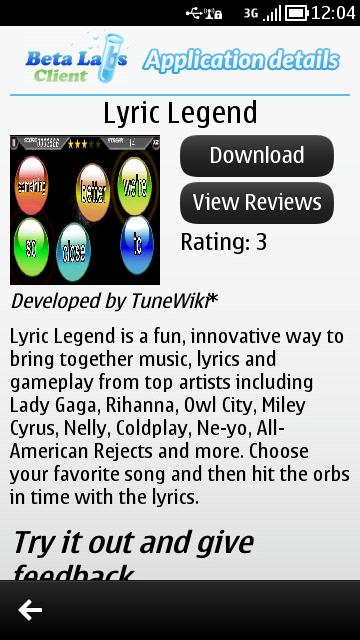 3G 12:04
Beta Labs
Client
Application details
Lyric Legend
Download
something
better
we're
View Reviews
so
close
to
Rating: 3
Developed by TuneWiki*
Lyric Legend is a fun, innovative way to
bring together music, lyrics and
gameplay from top artists including
Lady Gaga, Rihanna, Owl City, Miley
Cyrus, Nelly, Coldplay, Ne-yo, All-
American Rejects and more. Choose
your favorite song and then hit the orbs
in time with the lyrics.
Try it out and give
feedback